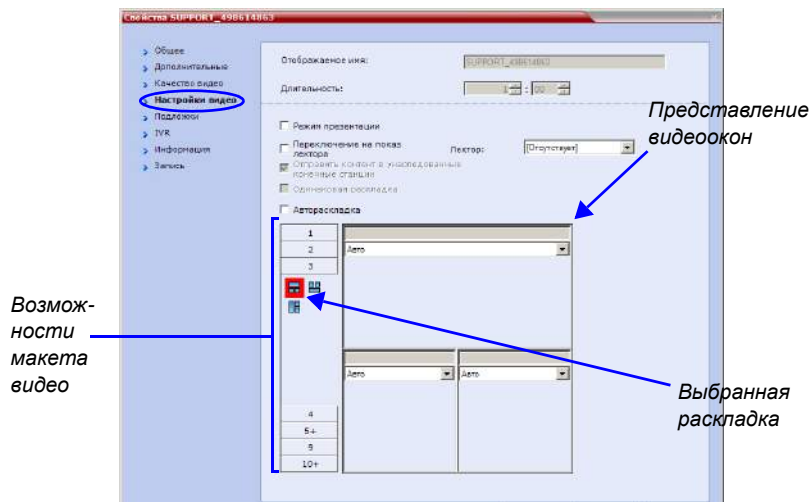 Свойства SUPPORT_498614863
Общее
Дополнительные
Качество видео
Настройки видео
Подложки
IVR
Информация
Запись
Отображаемое имя:
SUPPORT_498614863
Длительность:
1 : 00
Режим презентации
Переключение на показ
лектора
Лектор:
[Отсутствует]
Отправить контент в унаследованные
конечные станции
Одинаковая раскладка
Автораскладка
1
2
3
4
5+
9
10+
Авто
Авто
Авто
Представление
видеоокон
Возмож-
ности
макета
видео
Выбранная
раскладка